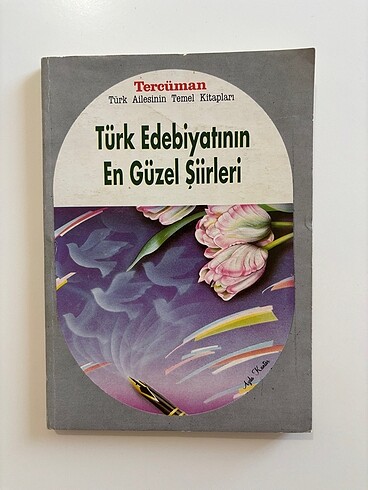 Tercüman
Türk Ailesinin Temel Kitapları
Türk Edebiyatının
En Güzel Şiirleri